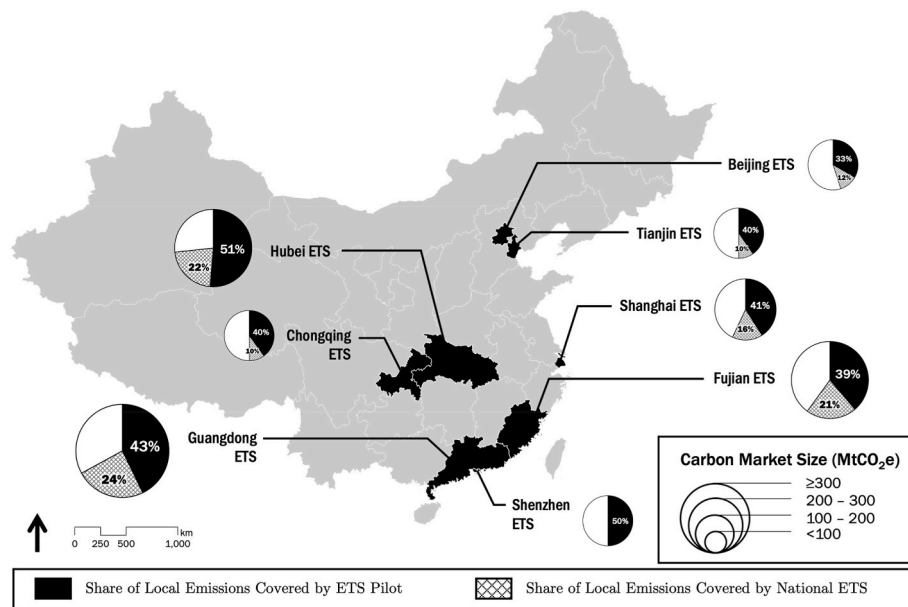 Beijing ETS
33%
12%
Tianjin ETS
40%
10%
Hubei ETS
51%
22%
Shanghai ETS
41%
16%
Chongqing
ETS
40%
10%
Fujian ETS
39%
21%
Guangdong
ETS
43%
24%
Shenzhen
ETS
50%
Carbon Market Size (MtCO₂e)
≥300
200 – 300
100 – 200
<100
km
0 250 500 1,000
Share of Local Emissions Covered by ETS Pilot
Share of Local Emissions Covered by National ETS